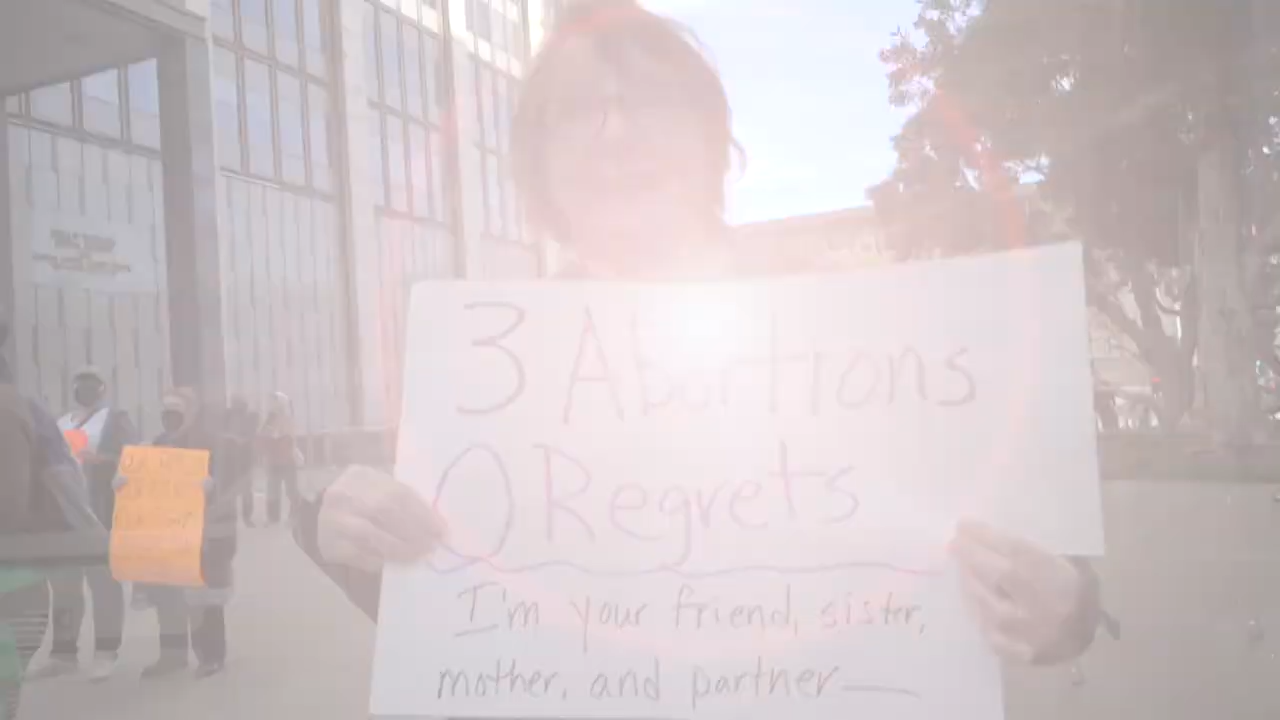 3 Abortions
0 Regrets
I'm your friend, sister,
mother, and partner—